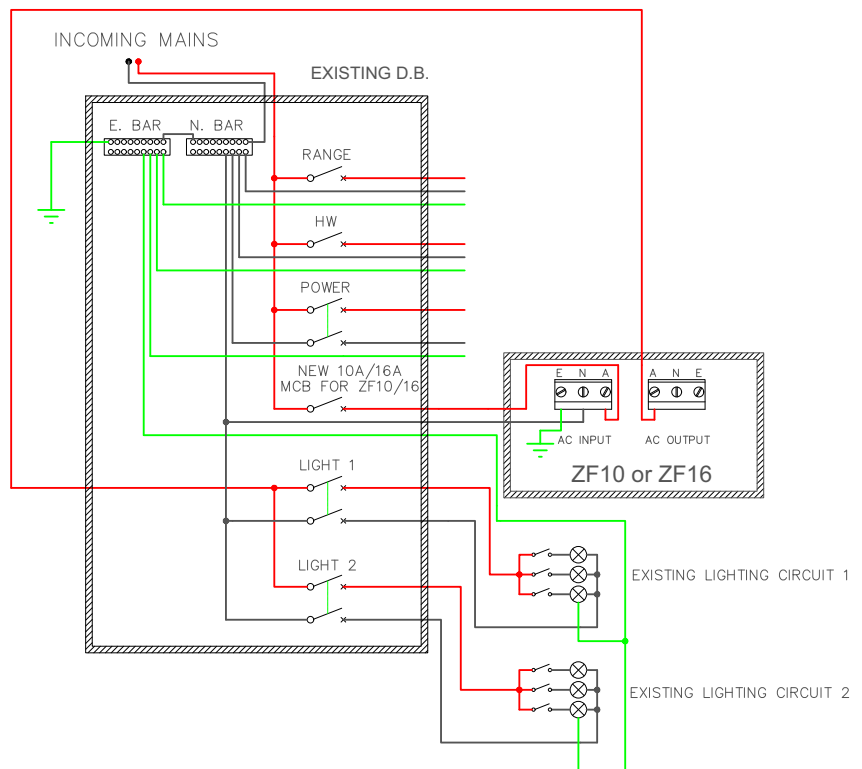 INCOMING MAINS
EXISTING D.B.
E. BAR
N. BAR
RANGE
HW
POWER
NEW 10A/16A
MCB FOR ZF10/16
E N A
A N E
AC INPUT
AC OUTPUT
ZF10 or ZF16
LIGHT 1
LIGHT 2
EXISTING LIGHTING CIRCUIT 1
EXISTING LIGHTING CIRCUIT 2